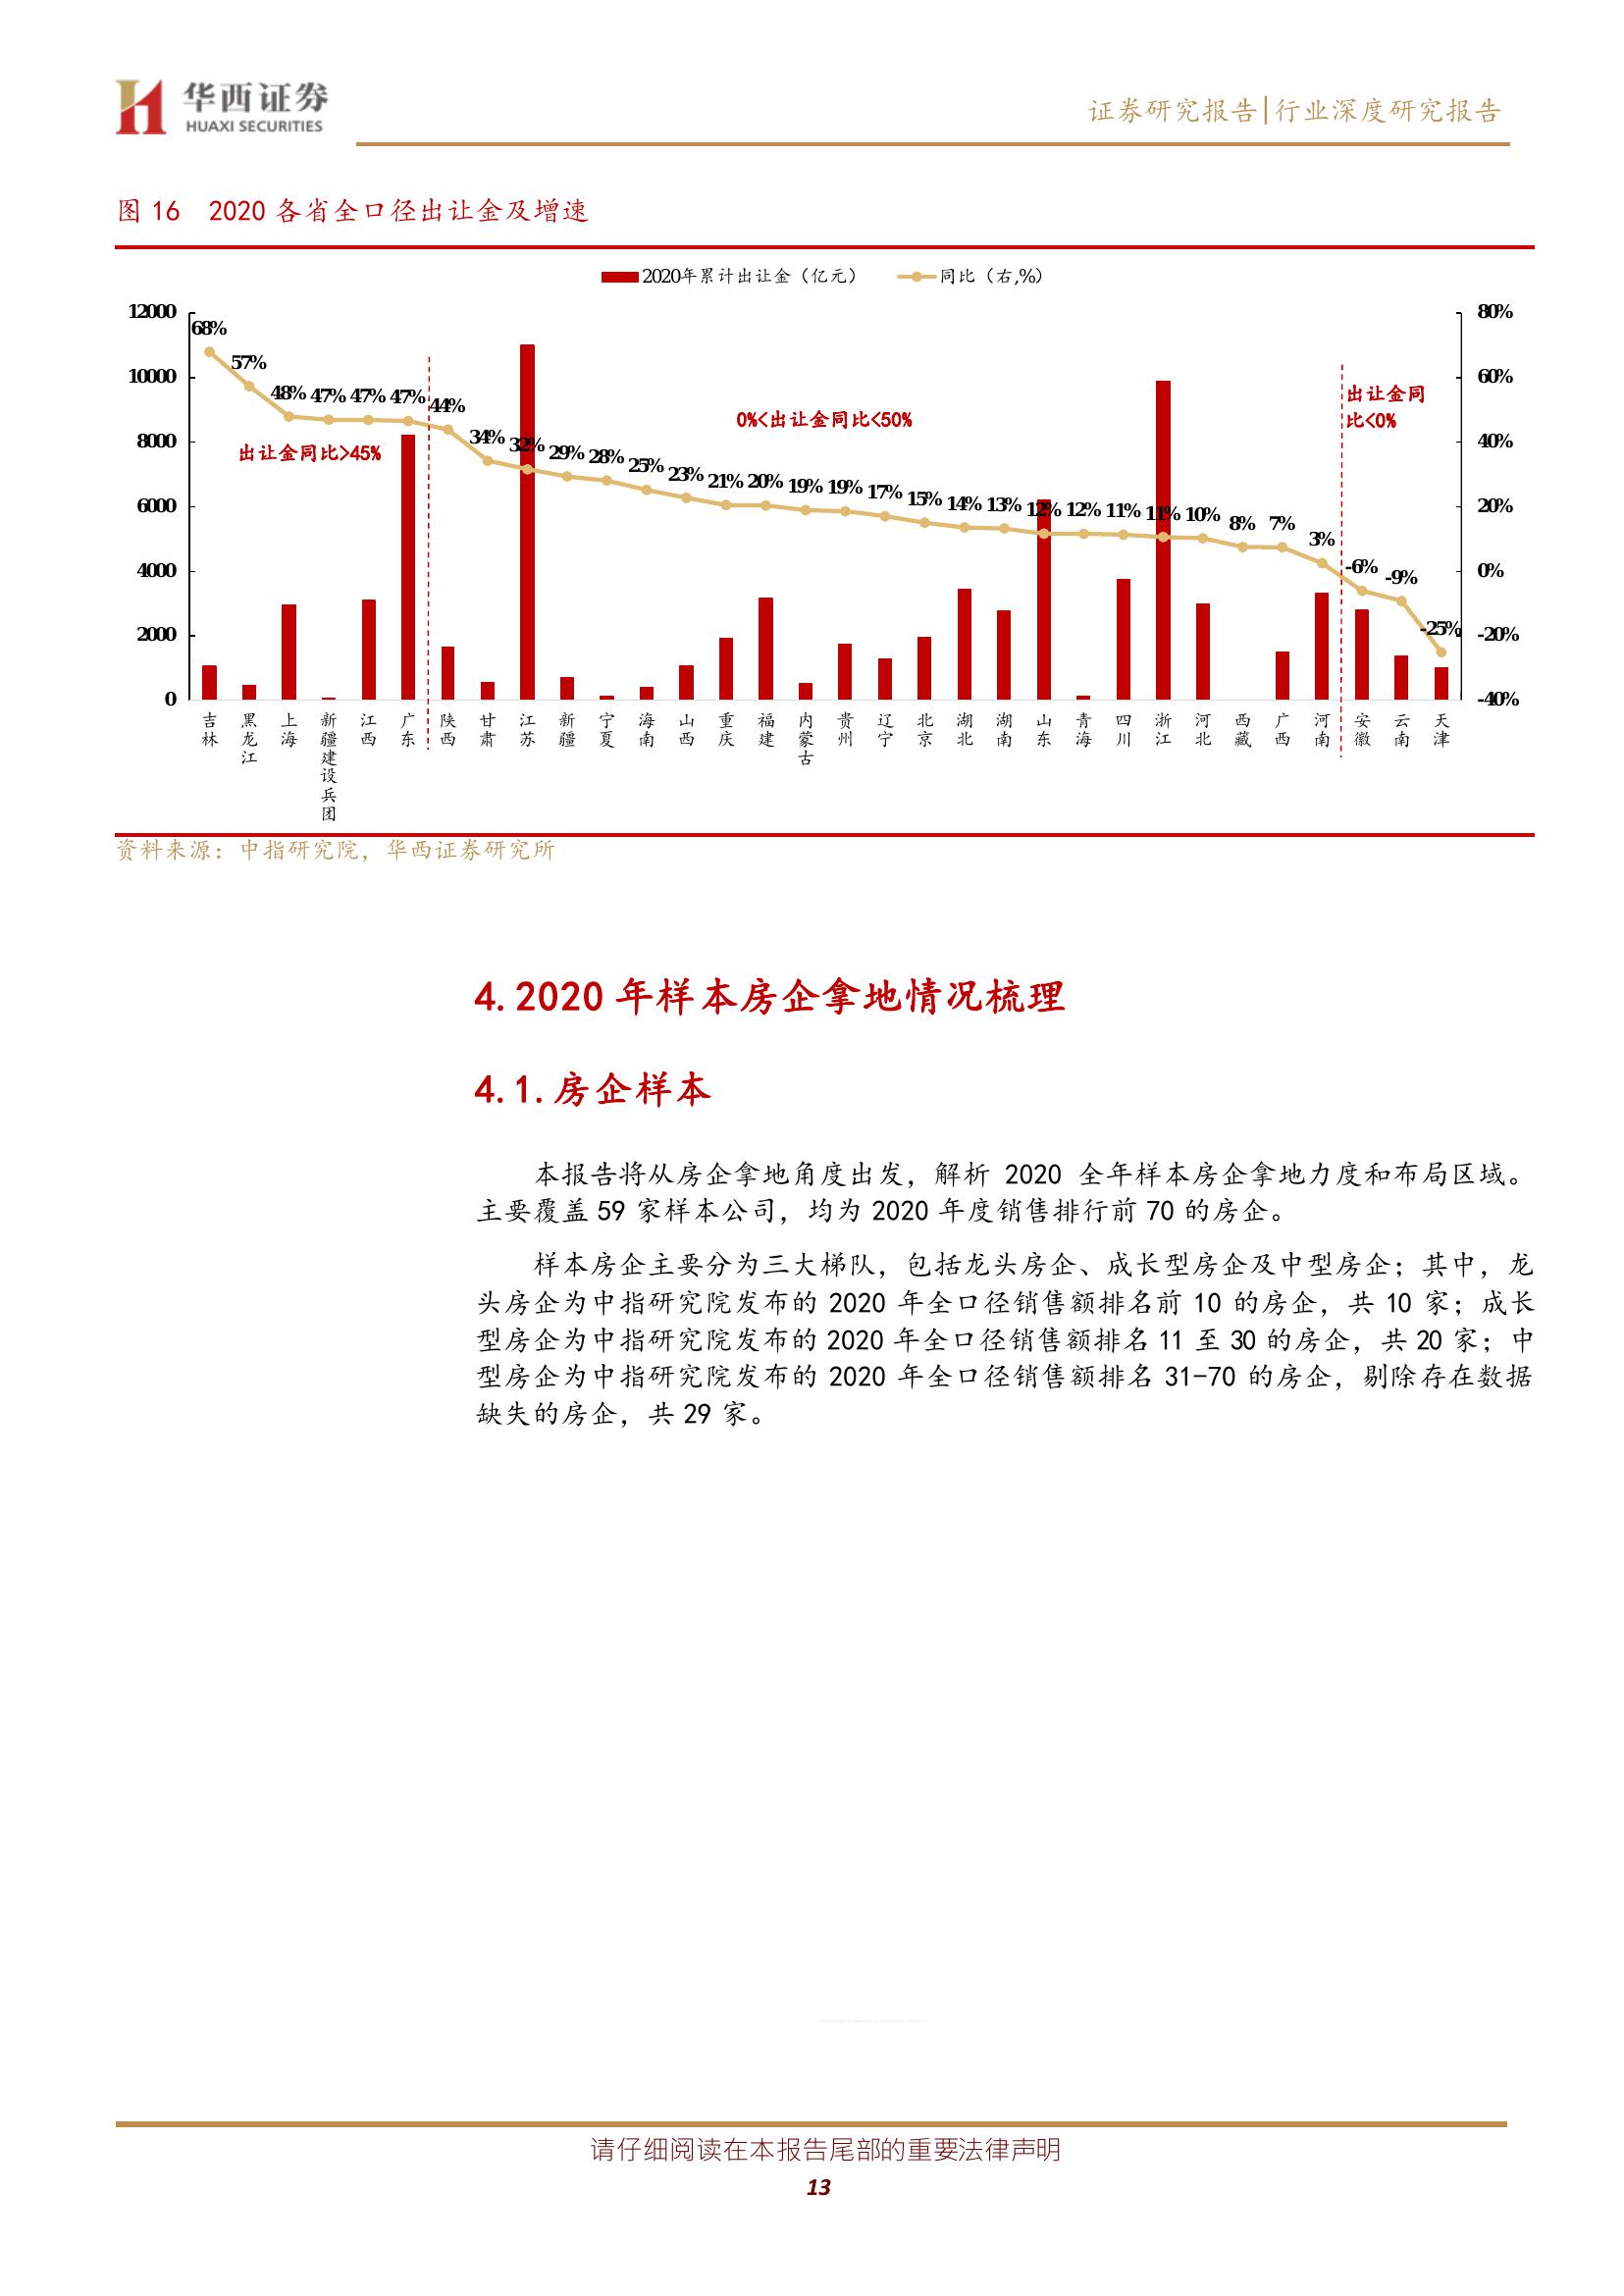 华西证券
HUAXI SECURITIES
证券研究报告|行业深度研究报告
图 16 2020 各省全口径出让金及增速
2020年累计出让金（亿元） 同比（右,%）
12000
10000
8000
6000
4000
2000
0
80%
60%
40%
20%
0%
-20%
-40%
68% 57% 48% 47% 47% 47% 44% 34% 32% 29% 28% 25% 23% 21% 20% 19% 19% 17% 15% 14% 13% 12% 12% 11% 11% 10% 8% 7% 3% -6% -9% -25%
出让金同比>45%
0%<出让金同比<50%
出让金同
比<0%
吉林 黑龙江 上海 新疆建设兵团 江西 广东 陕西 甘肃 江苏 新疆 宁夏 海南 山西 重庆 福建 内蒙古 贵州 辽宁 北京 湖北 湖南 山东 青海 四川 浙江 河北 西藏 广西 河南 安徽 云南 天津
资料来源：中指研究院，华西证券研究所
4.2020 年样本房企拿地情况梳理
4.1.房企样本
本报告将从房企拿地角度出发，解析 2020 全年样本房企拿地力度和布局区域。
主要覆盖 59 家样本公司，均为 2020 年度销售排行前 70 的房企。
样本房企主要分为三大梯队，包括龙头房企、成长型房企及中型房企；其中，龙
头房企为中指研究院发布的 2020 年全口径销售额排名前 10 的房企，共 10 家；成长
型房企为中指研究院发布的 2020 年全口径销售额排名 11 至 30 的房企，共 20 家；中
型房企为中指研究院发布的 2020 年全口径销售额排名 31-70 的房企，剔除存在数据
缺失的房企，共 29 家。
请仔细阅读在本报告尾部的重要法律声明
13